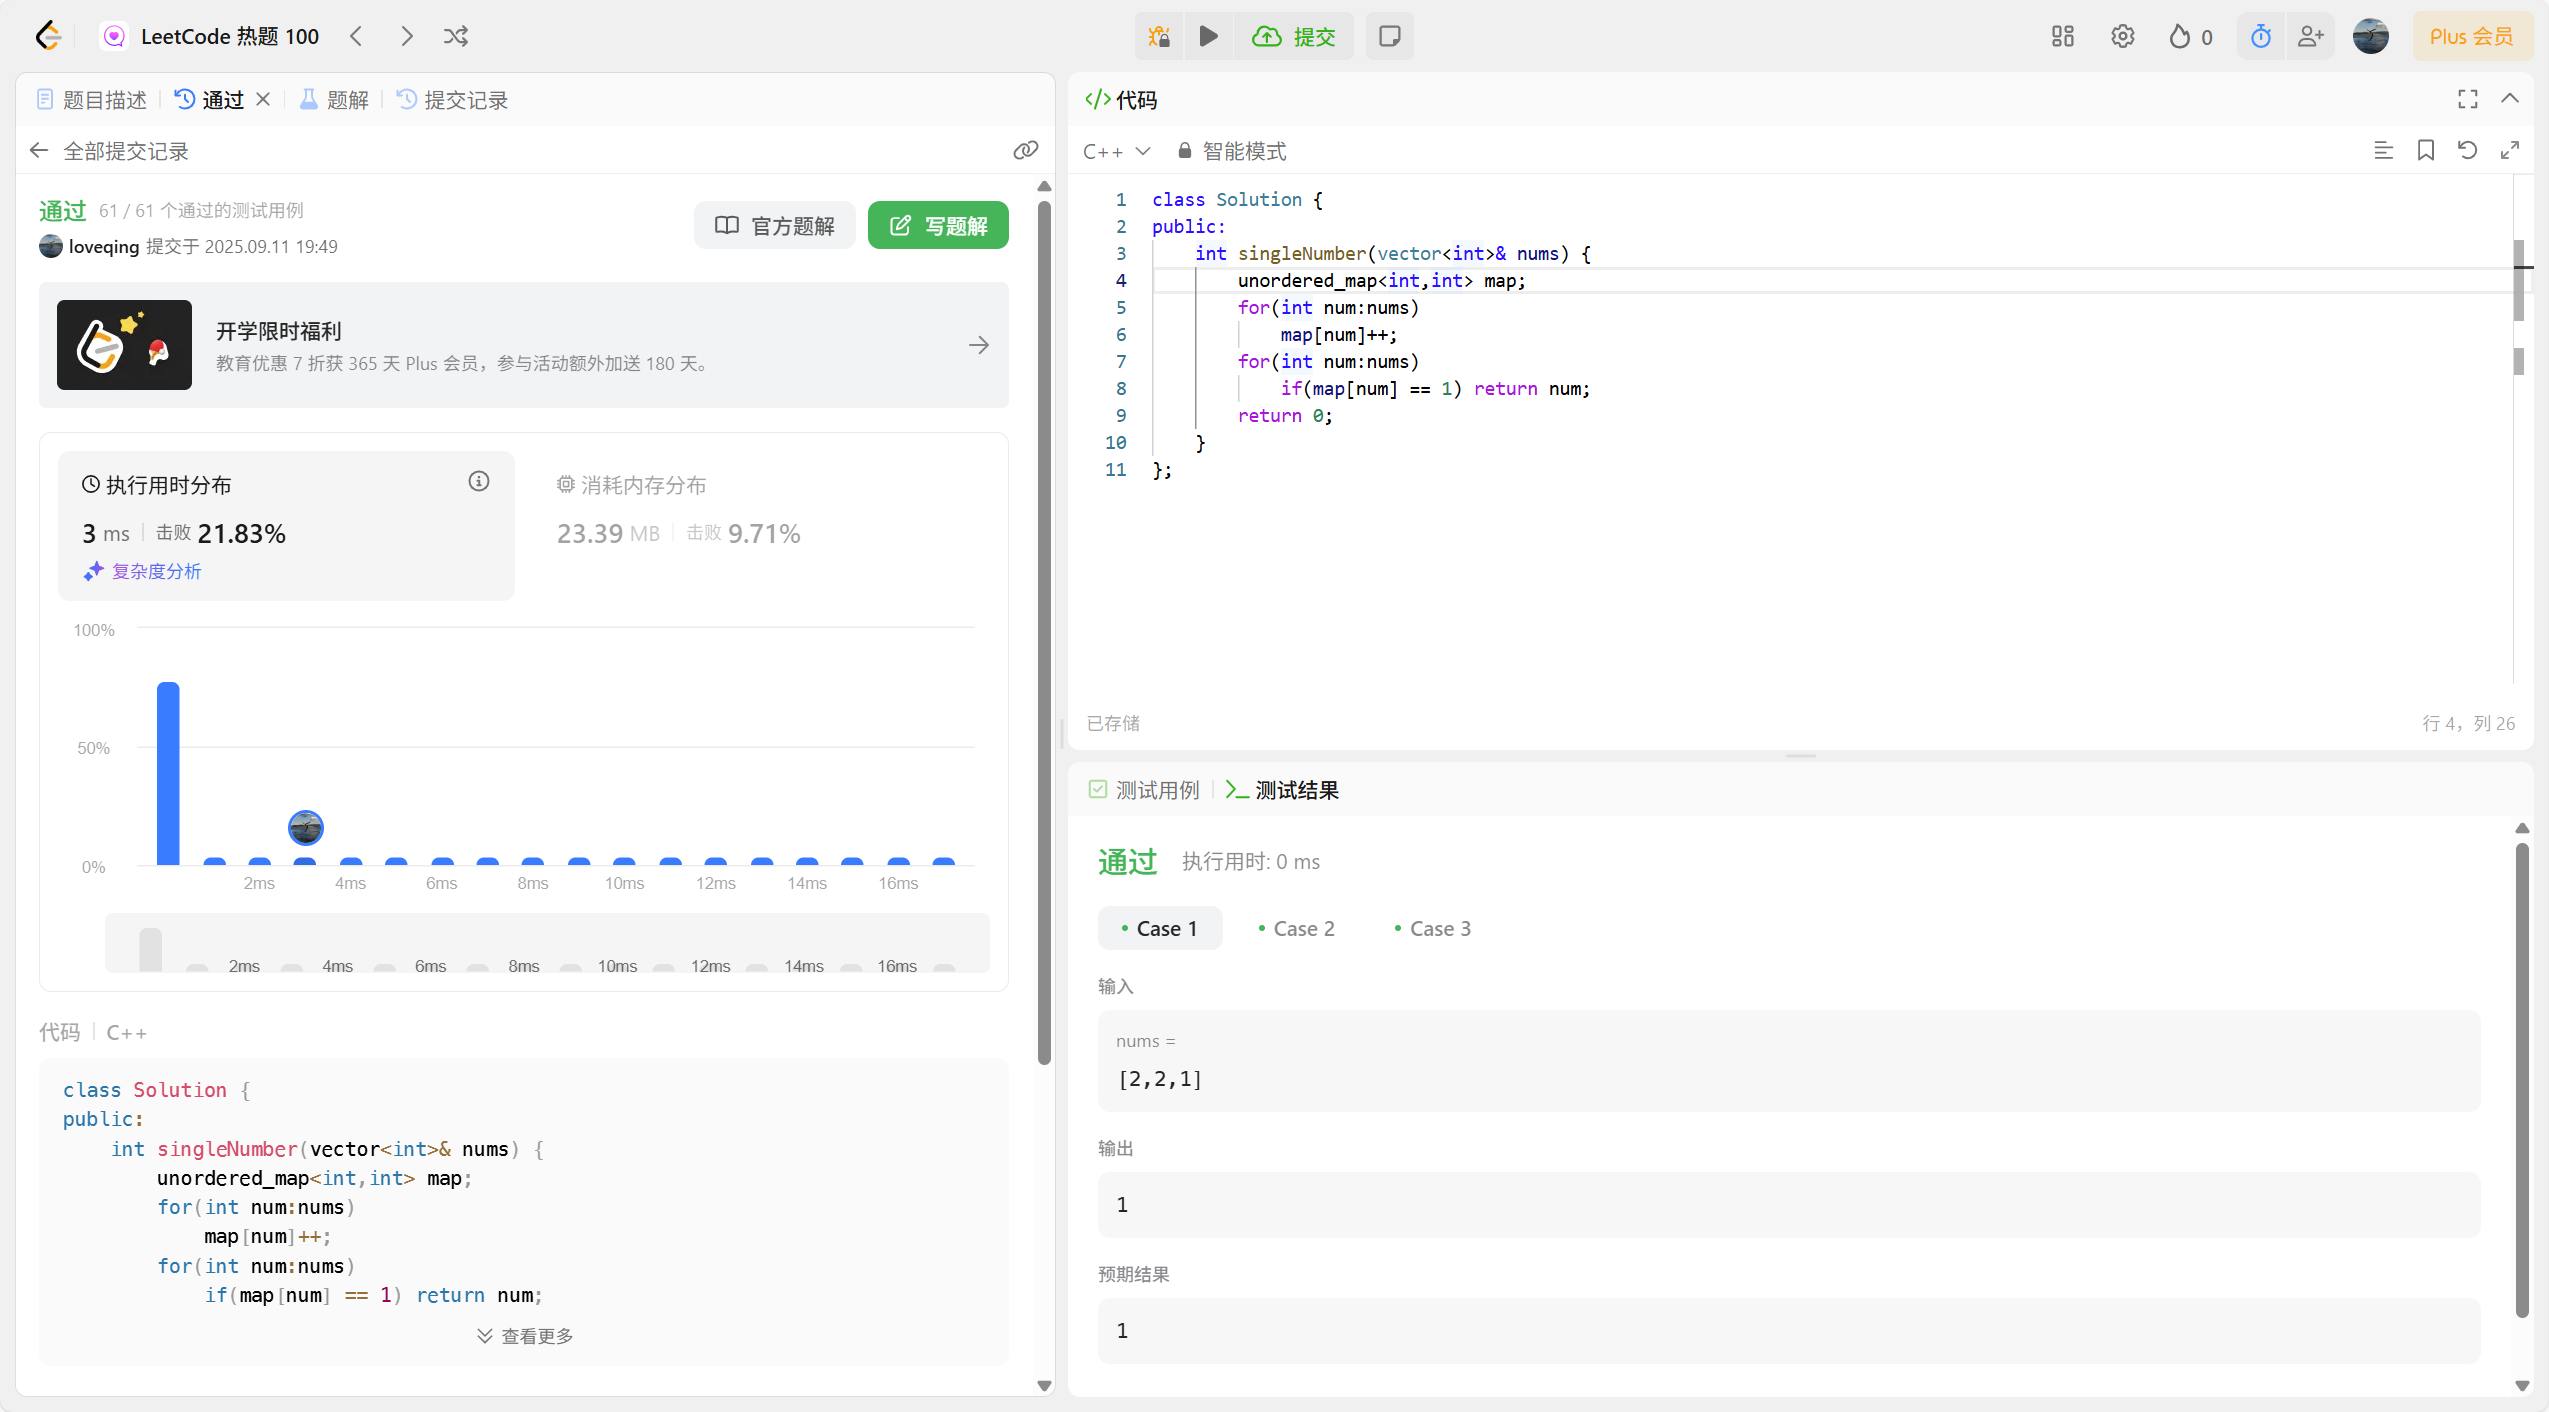 LeetCode 热题 100
提交
0
Plus 会员
题目描述
通过
题解
提交记录
全部提交记录
通过 61 / 61 个通过的测试用例
loveqing 提交于 2025.09.11 19:49
官方题解
写题解
开学限时福利
教育优惠 7 折获 365 天 Plus 会员，参与活动额外加送 180 天。
执行用时分布
3 ms 击败 21.83%
复杂度分析
消耗内存分布
23.39 MB 击败 9.71%
100%
50%
0%
2ms 4ms 6ms 8ms 10ms 12ms 14ms 16ms
2ms 4ms 6ms 8ms 10ms 12ms 14ms 16ms
代码 C++
class Solution {
public:
    int singleNumber(vector<int>& nums) {
        unordered_map<int,int> map;
        for(int num:nums)
            map[num]++;
        for(int num:nums)
            if(map[num] == 1) return num;
查看更多
</> 代码
C++ 智能模式
1 class Solution {
2 public:
3     int singleNumber(vector<int>& nums) {
4         unordered_map<int,int> map;
5         for(int num:nums)
6             map[num]++;
7         for(int num:nums)
8             if(map[num] == 1) return num;
9         return 0;
10     }
11 };
已存储
行 4，列 26
测试用例
测试结果
通过 执行用时: 0 ms
Case 1
Case 2
Case 3
输入
nums =
[2,2,1]
输出
1
预期结果
1